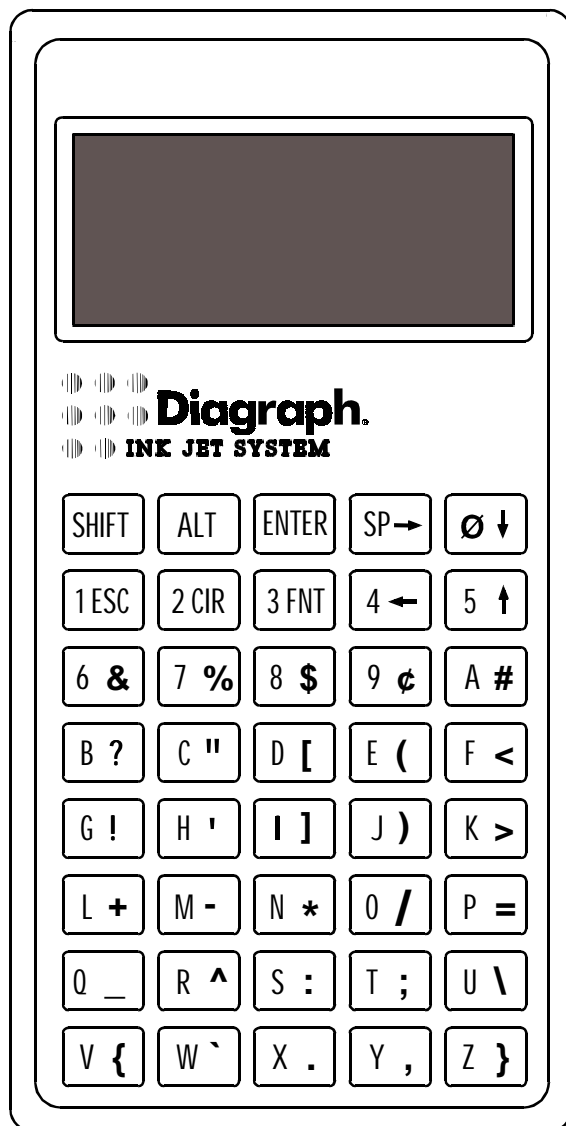 Diagraph.
INK JET SYSTEM
SHIFT ALT ENTER SP→ Ø ↓
1 ESC 2 CIR 3 FNT 4 ← 5 ↑
6 & 7 % 8 $ 9 ¢ A #
B ? C " D [ E ( F <
G ! H ' I ] J ) K >
L + M - N * O / P =
Q _ R ^ S : T ; U \
V { W ` X . Y , Z }